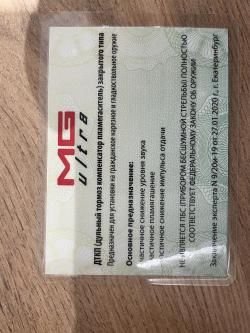 MG
ultra
ДТКП (дульный тормоз компенсатор пламегаситель) закрытого типа
Предназначен для установки на гражданское нарезное и гладкоствольное оружие
Основное предназначение:
частичное снижение уровня звука
частичное пламегашение
частичное снижение импульса отдачи
НЕ ЯВЛЯЕТСЯ ПБС (ПРИБОРОМ БЕСШУМНОЙ СТРЕЛЬБЫ) ПОЛНОСТЬЮ
СООТВЕТСТВУЕТ ФЕДЕРАЛЬНОМУ ЗАКОНУ ОБ ОРУЖИИ
Заключение эксперта N 9/20и-19 от 27.01.2020 г., г. Екатеринбург